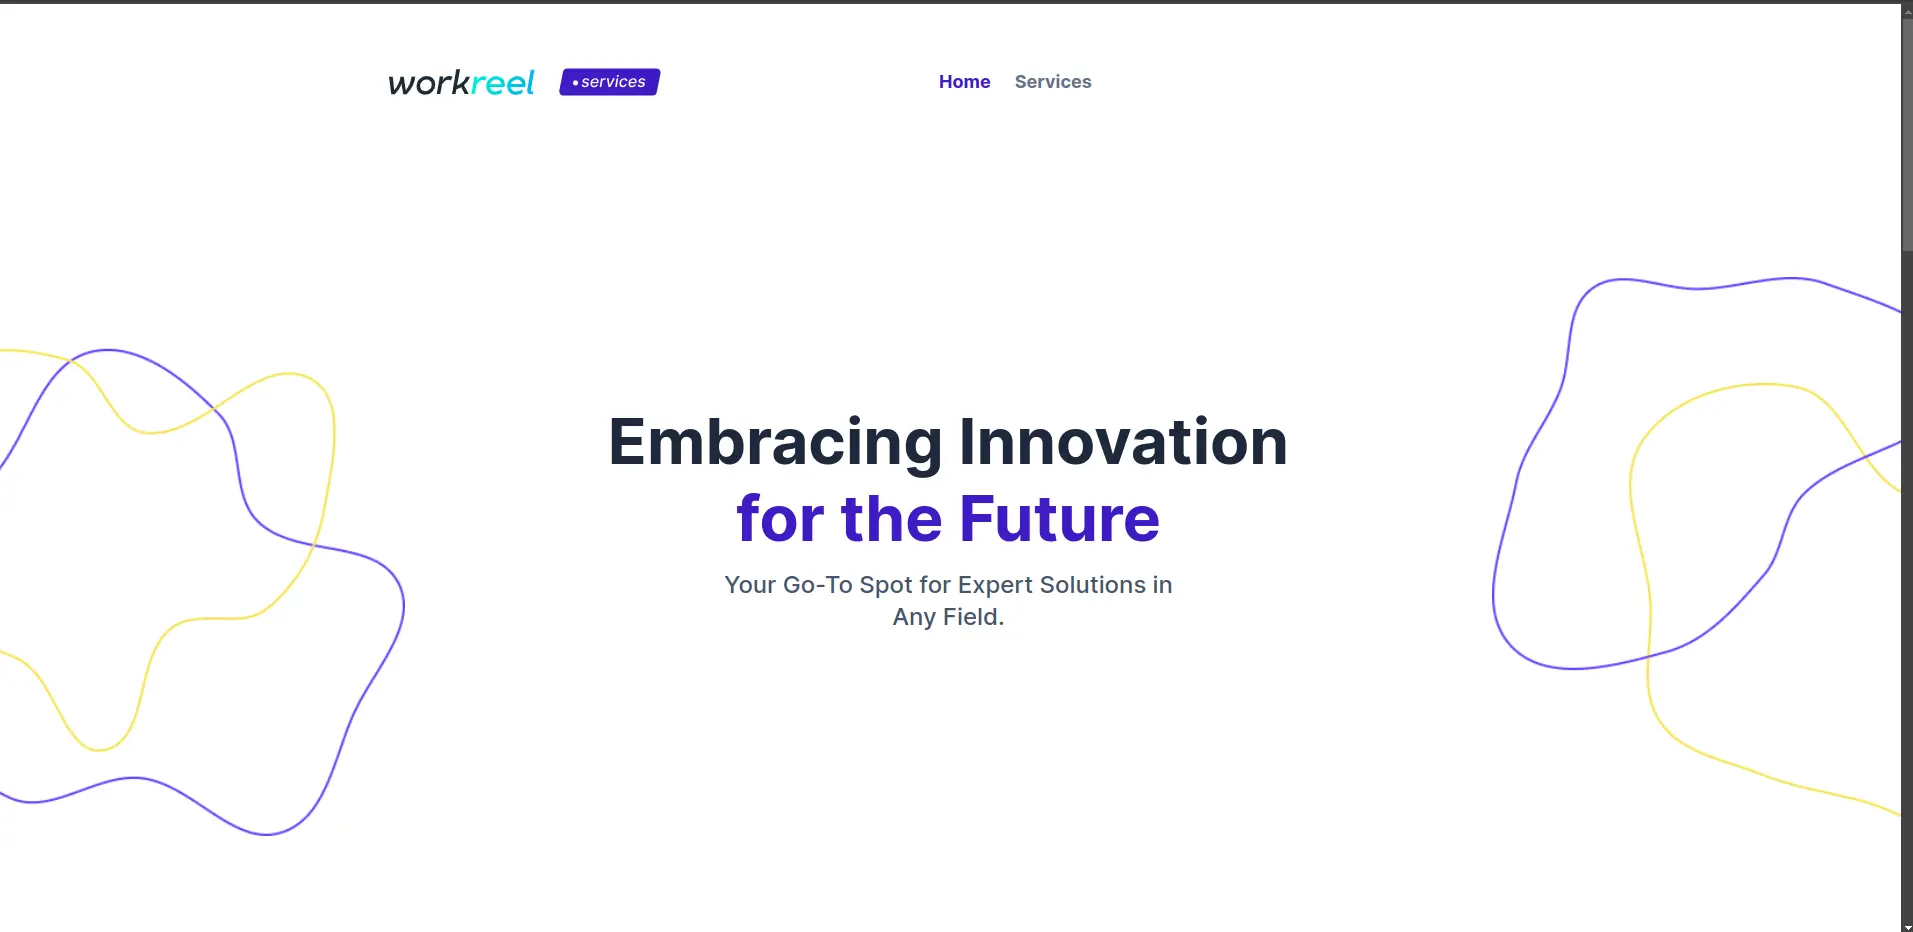 workreel
services
Home
Services
Embracing Innovation
for the Future
Your Go-To Spot for Expert Solutions in
Any Field.